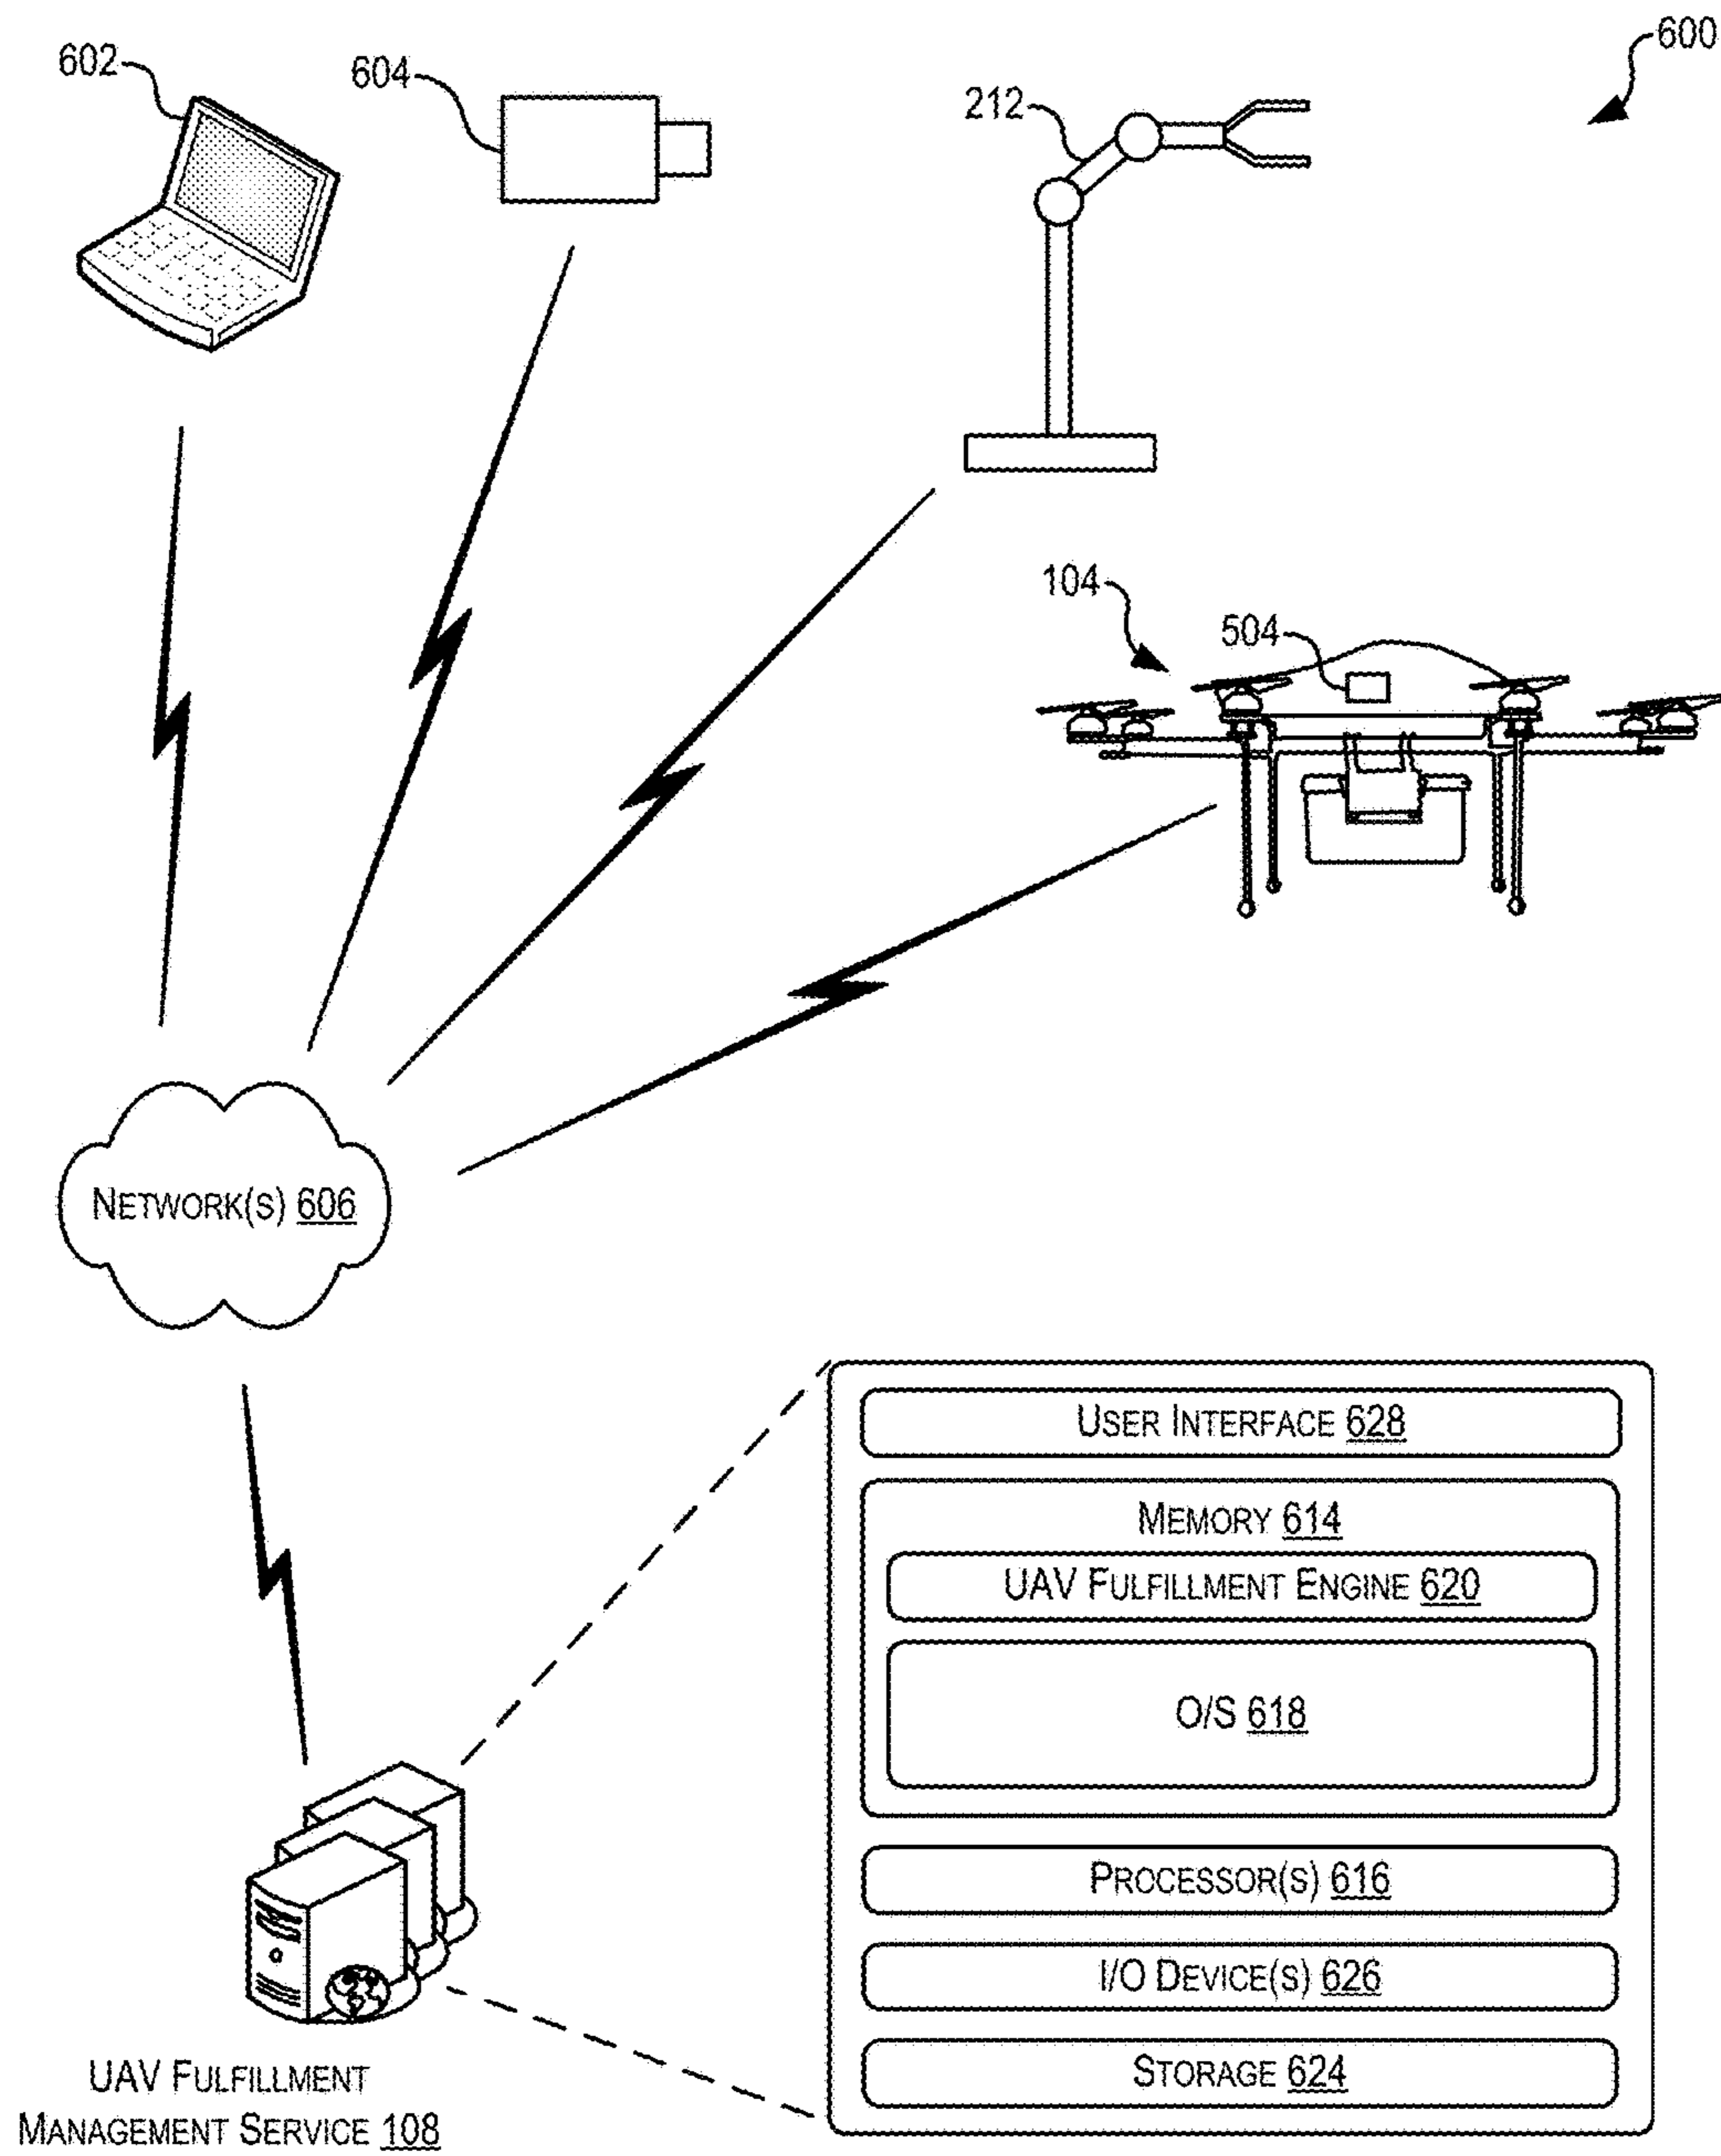 600
602
604
212
104
504
NETWORK(S) 606
USER INTERFACE 628
MEMORY 614
UAV FULFILLMENT ENGINE 620
O/S 618
PROCESSOR(S) 616
I/O DEVICE(S) 626
STORAGE 624
UAV FULFILLMENT
MANAGEMENT SERVICE 108